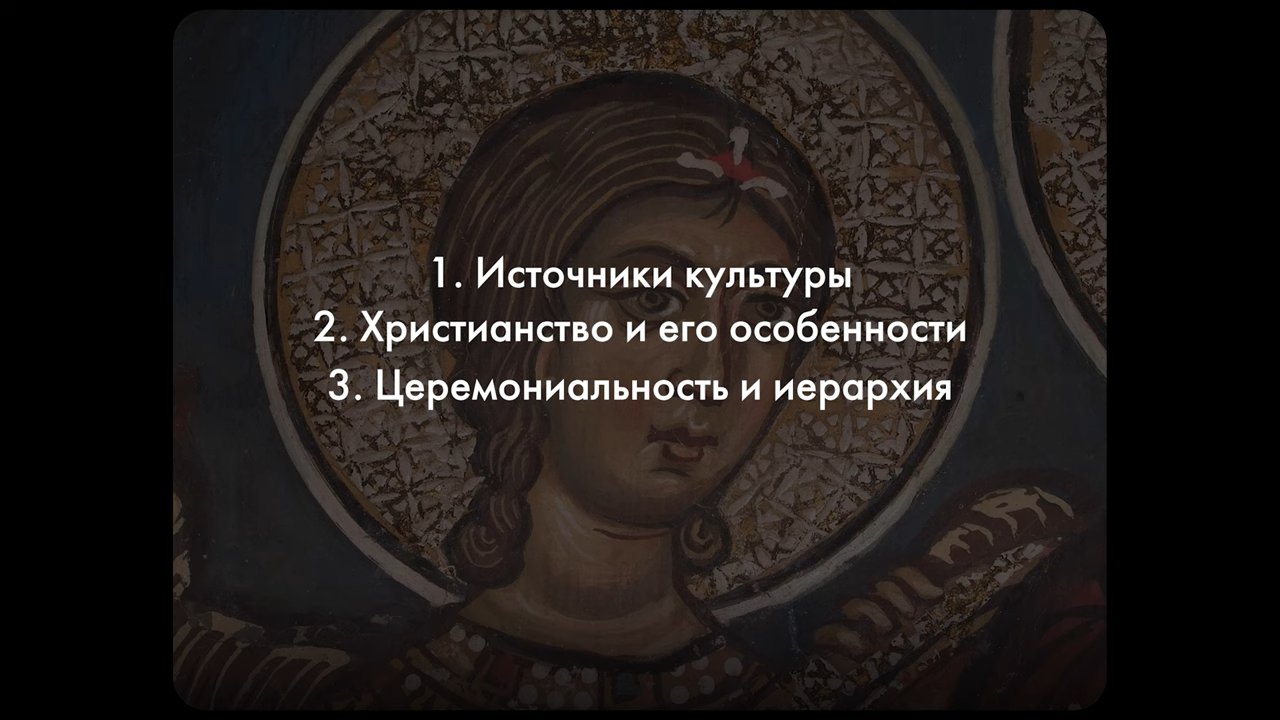 1. Источники культуры
2. Христианство и его особенности
3. Церемониальность и иерархия